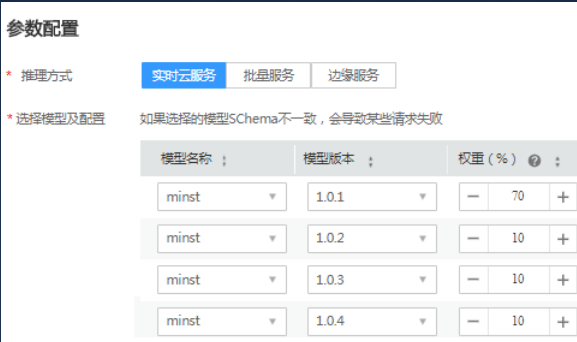 参数配置
* 推理方式 实时云服务 批量服务 边缘服务
* 选择模型及配置 如果选择的模型SChema不一致，会导致某些请求失败
模型名称 模型版本 权重（%） ?
minst 1.0.1 － 70 +
minst 1.0.2 － 10 +
minst 1.0.3 － 10 +
minst 1.0.4 － 10 +